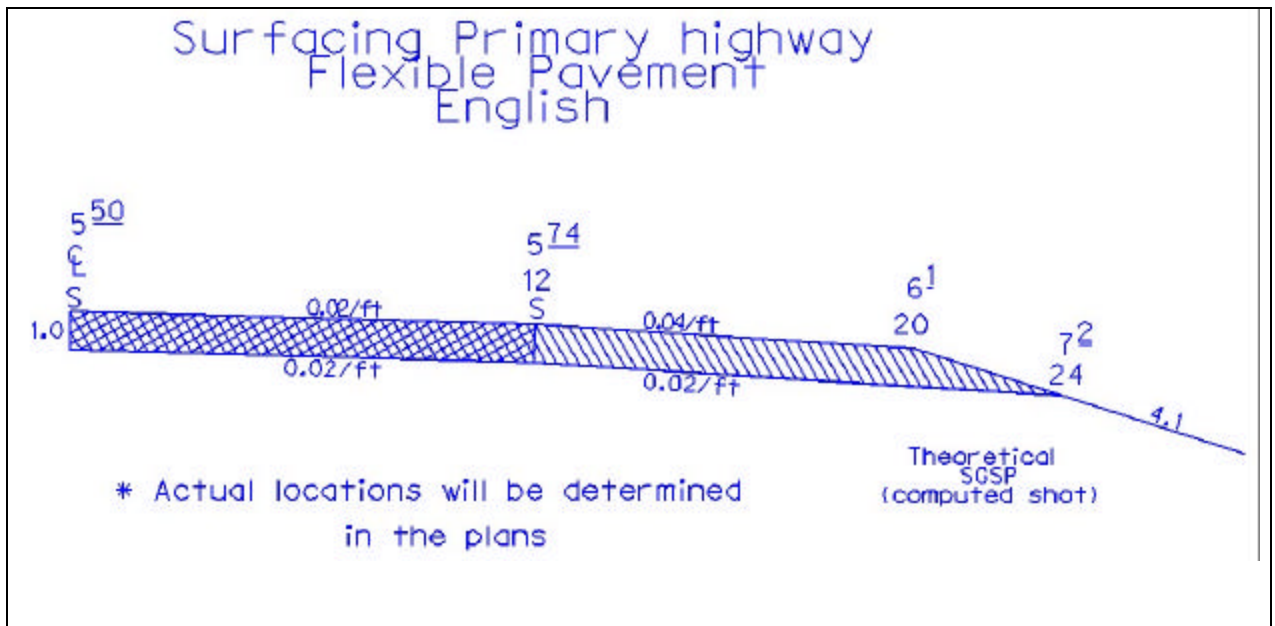 Surfacing Primary highway
Flexible Pavement
English
5 50
℄
S
1.0
0.02/ft
0.02/ft
5 74
12
S
0.04/ft
0.02/ft
6 1
20
7 2
24
4.1
Theoretical
SGSP
(computed shot)
* Actual locations will be determined
in the plans